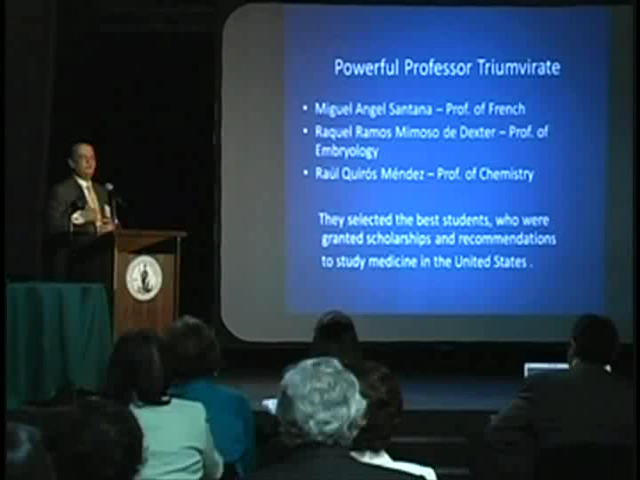 Powerful Professor Triumvirate
• Miguel Angel Santana – Prof. of French
• Raquel Ramos Mimoso de Dexter – Prof. of
Embryology
• Raúl Quirós Méndez – Prof. of Chemistry
They selected the best students, who were
granted scholarships and recommendations
to study medicine in the United States .